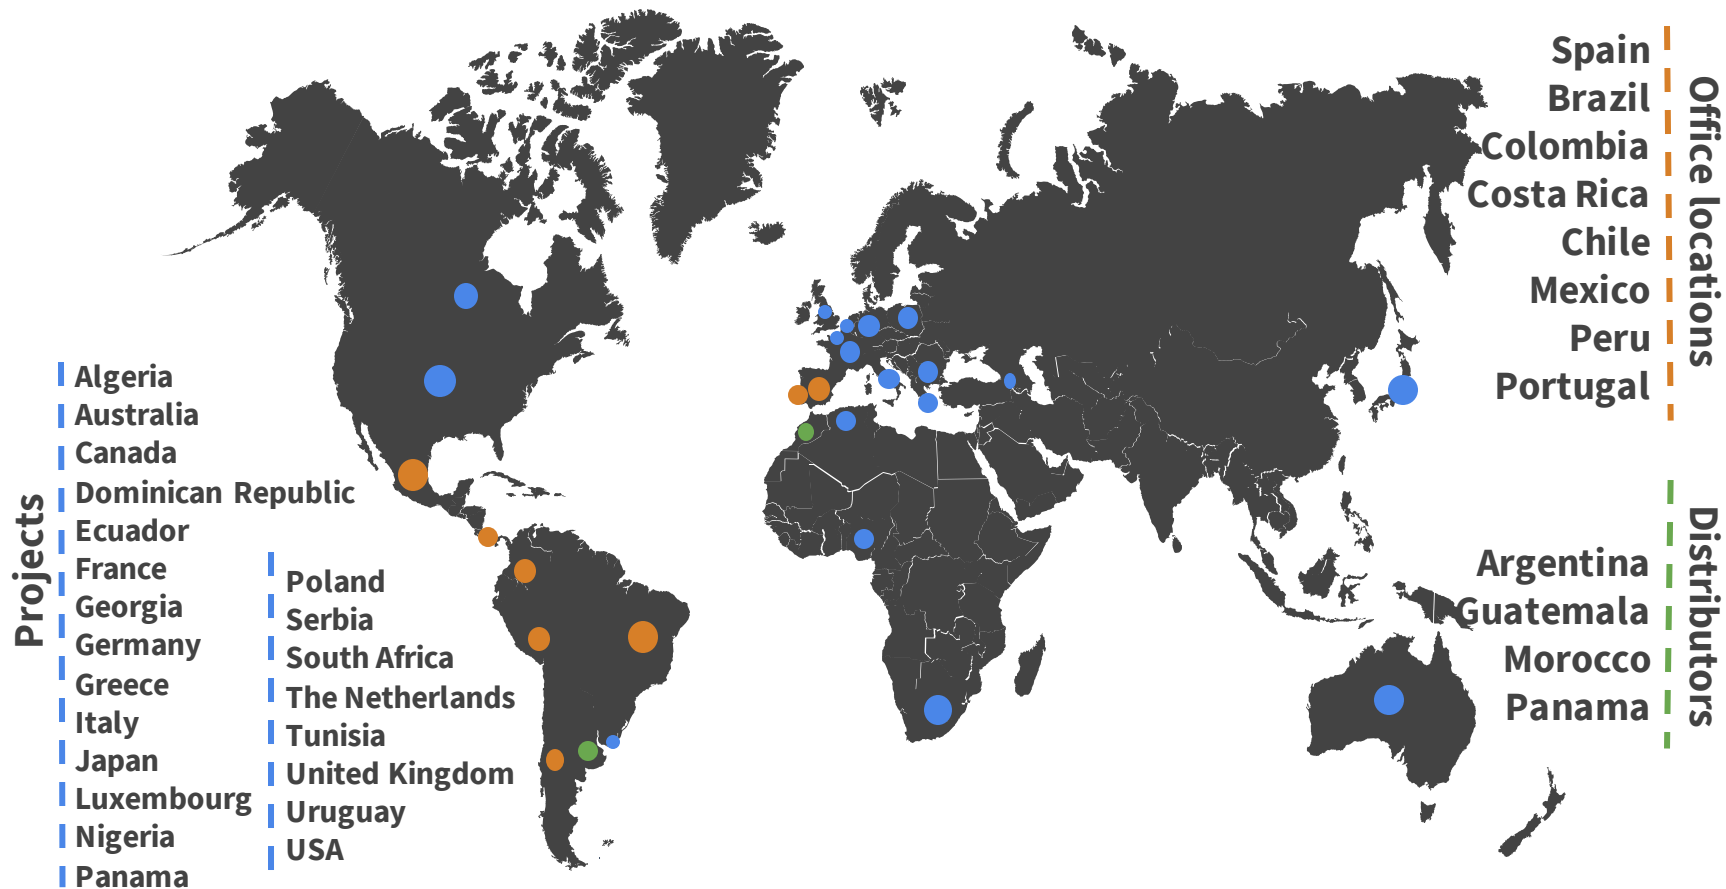 Projects
Algeria
Australia
Canada
Dominican Republic
Ecuador
France
Georgia
Germany
Greece
Italy
Japan
Luxembourg
Nigeria
Panama
Poland
Serbia
South Africa
The Netherlands
Tunisia
United Kingdom
Uruguay
USA
Office locations
Spain
Brazil
Colombia
Costa Rica
Chile
Mexico
Peru
Portugal
Distributors
Argentina
Guatemala
Morocco
Panama